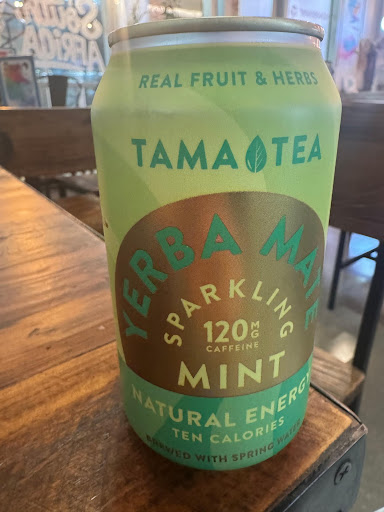 REAL FRUIT & HERBS
TAMA TEA
YERBA MATE
SPARKLING
120MG
CAFFEINE
MINT
NATURAL ENERGY
TEN CALORIES
BREWED WITH SPRING WATER